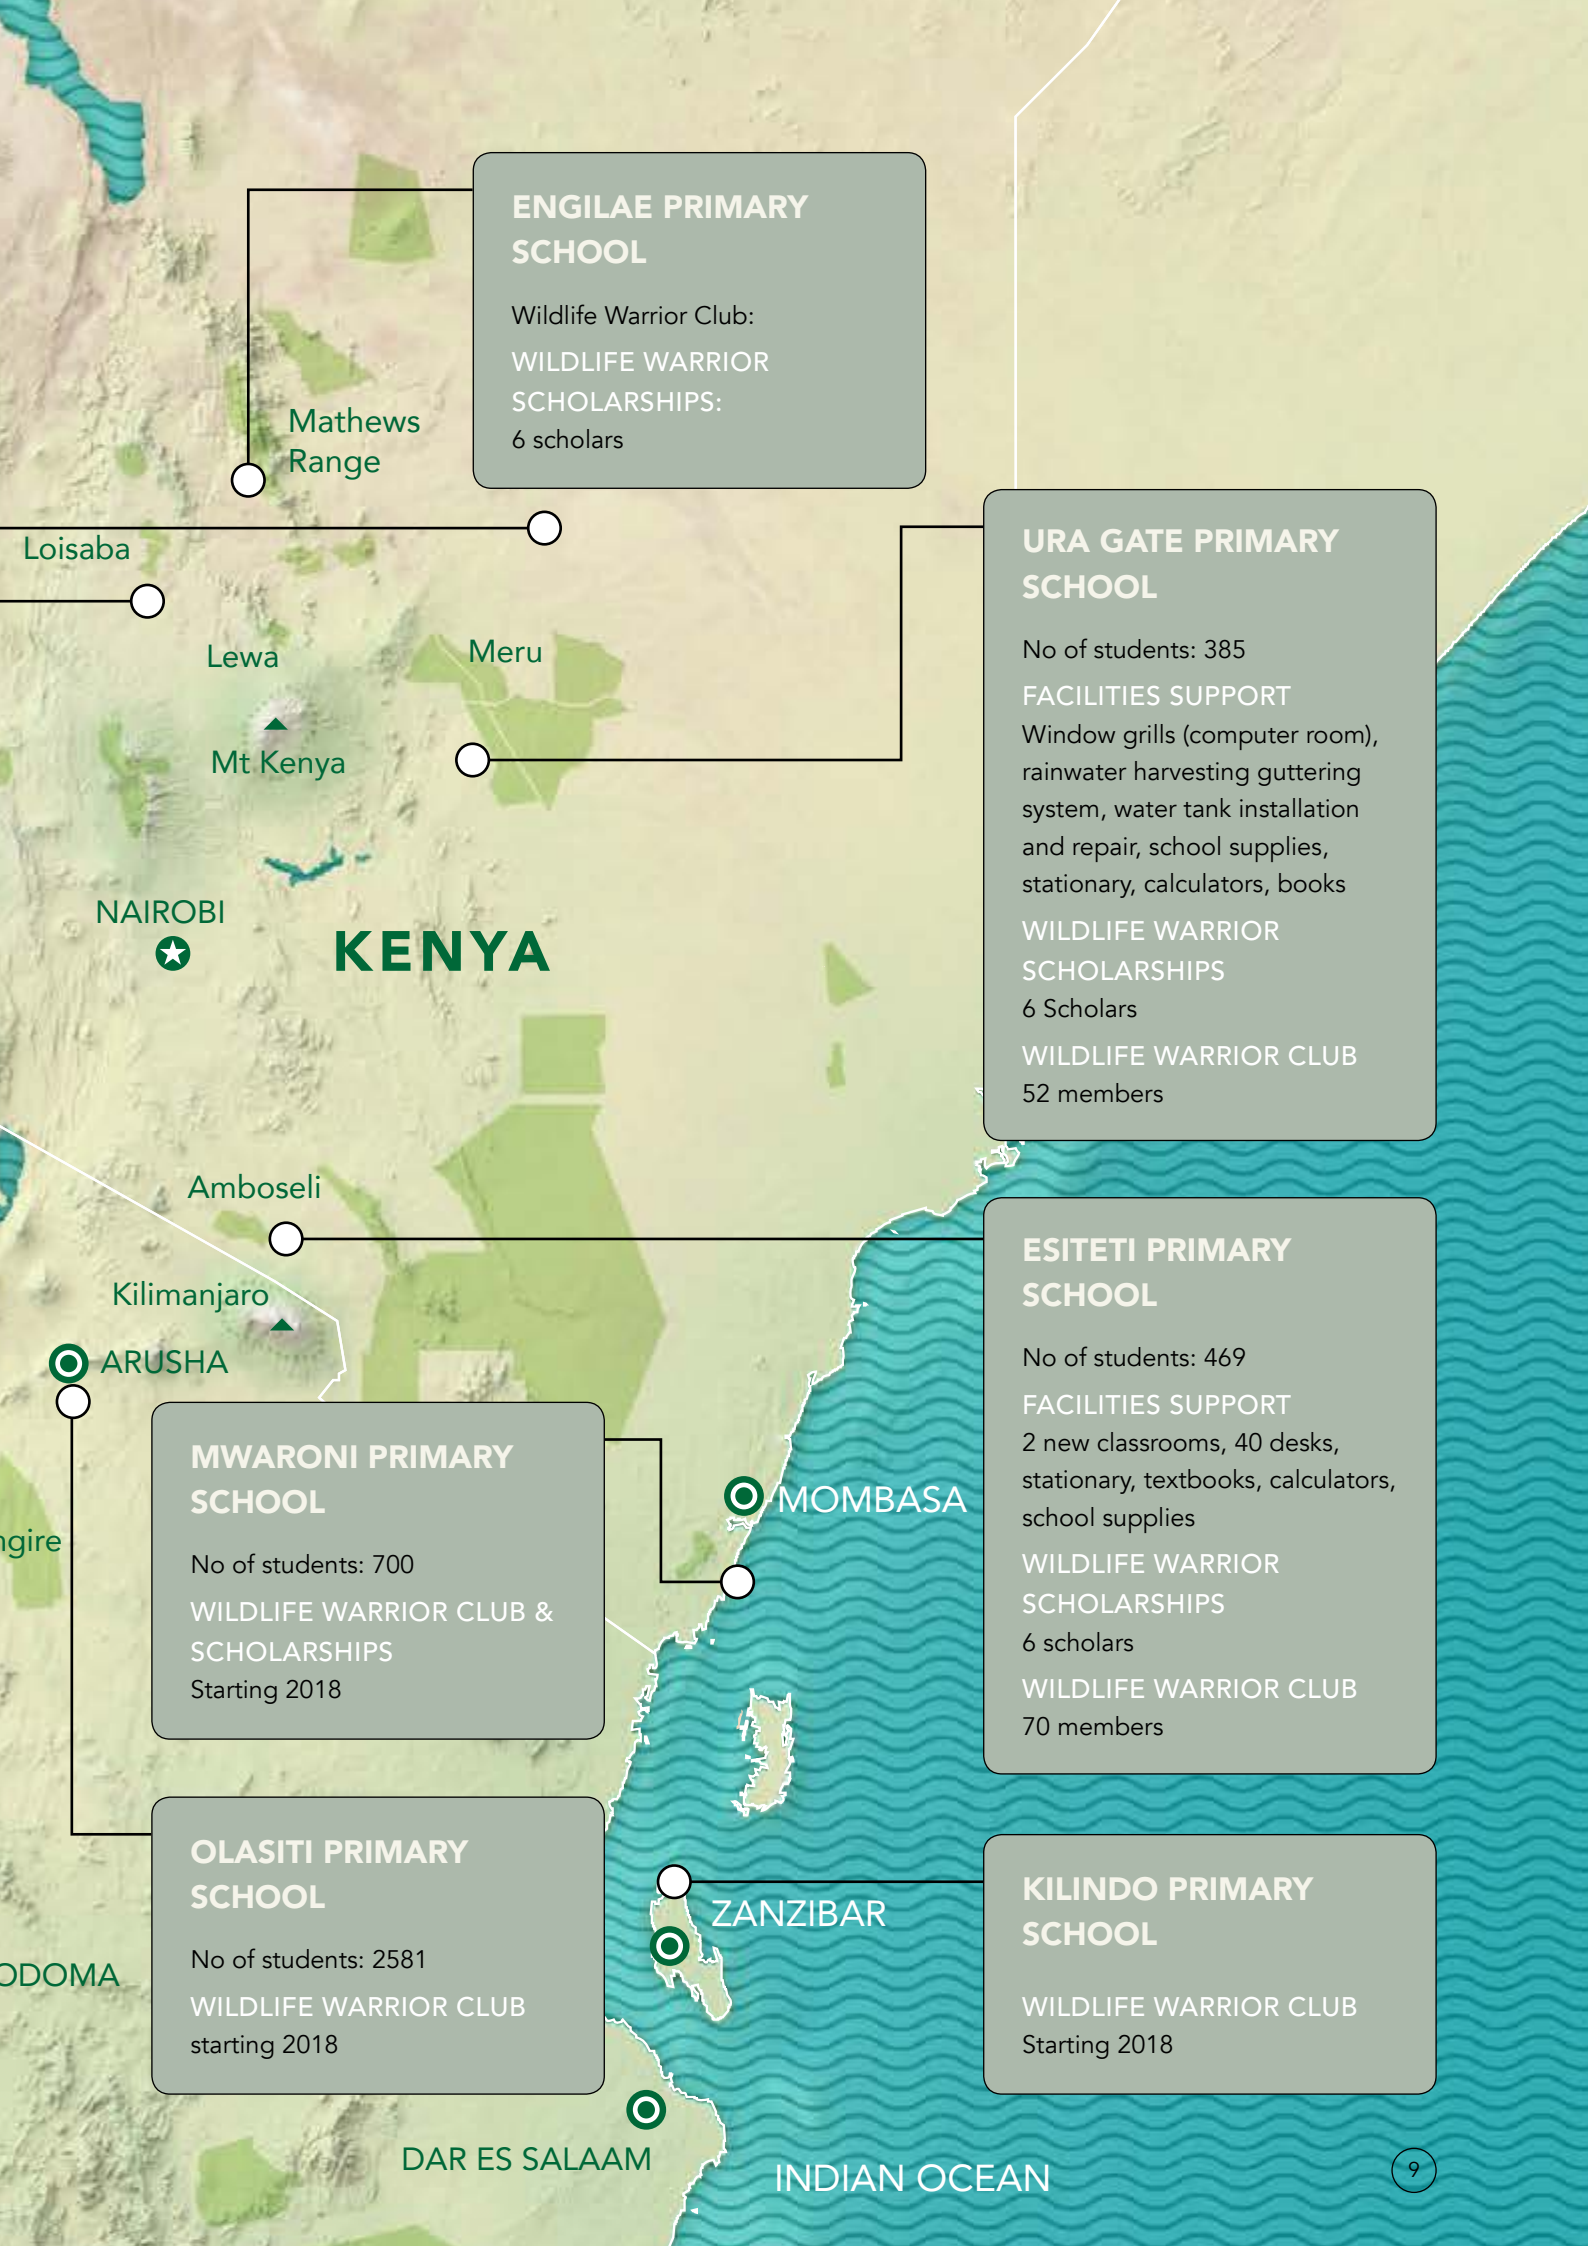 ENGILAE PRIMARY
SCHOOL
Wildlife Warrior Club:
WILDLIFE WARRIOR
SCHOLARSHIPS:
6 scholars
Mathews
Range
Loisaba
Lewa
Meru
Mt Kenya
NAIROBI
KENYA
URA GATE PRIMARY
SCHOOL
No of students: 385
FACILITIES SUPPORT
Window grills (computer room),
rainwater harvesting guttering
system, water tank installation
and repair, school supplies,
stationary, calculators, books
WILDLIFE WARRIOR
SCHOLARSHIPS
6 Scholars
WILDLIFE WARRIOR CLUB
52 members
Amboseli
Kilimanjaro
ARUSHA
ESITETI PRIMARY
SCHOOL
No of students: 469
FACILITIES SUPPORT
2 new classrooms, 40 desks,
stationary, textbooks, calculators,
school supplies
WILDLIFE WARRIOR
SCHOLARSHIPS
6 scholars
WILDLIFE WARRIOR CLUB
70 members
MWARONI PRIMARY
SCHOOL
No of students: 700
WILDLIFE WARRIOR CLUB &
SCHOLARSHIPS
Starting 2018
MOMBASA
ngire
OLASITI PRIMARY
SCHOOL
No of students: 2581
WILDLIFE WARRIOR CLUB
starting 2018
ZANZIBAR
KILINDO PRIMARY
SCHOOL
WILDLIFE WARRIOR CLUB
Starting 2018
ODOMA
DAR ES SALAAM
INDIAN OCEAN
9